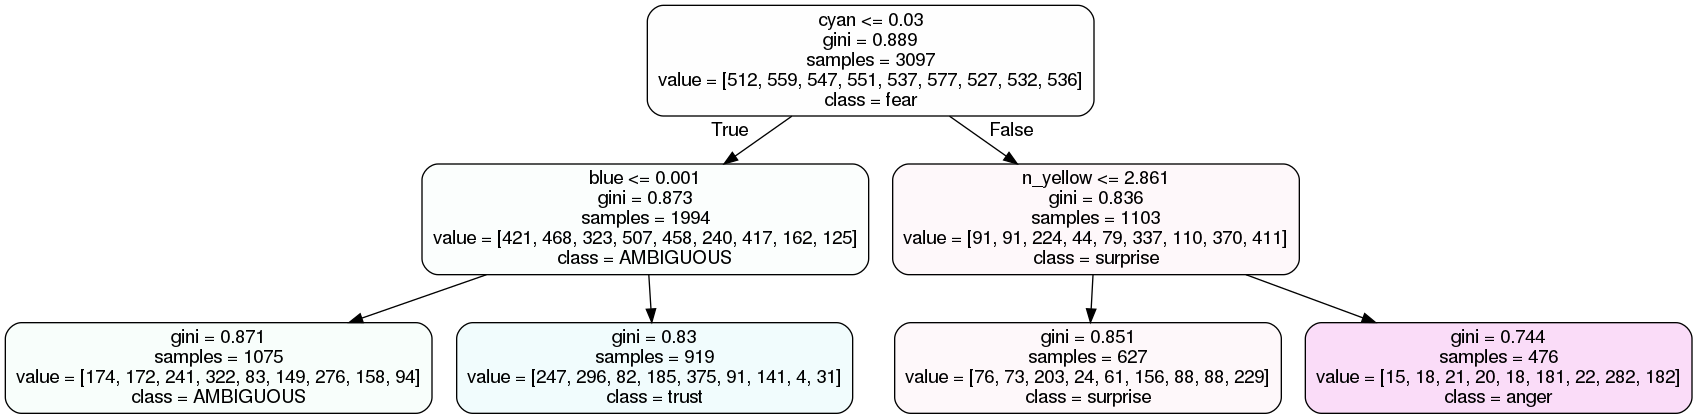 cyan <= 0.03
gini = 0.889
samples = 3097
value = [512, 559, 547, 551, 537, 577, 527, 532, 536]
class = fear
True
False
blue <= 0.001
gini = 0.873
samples = 1994
value = [421, 468, 323, 507, 458, 240, 417, 162, 125]
class = AMBIGUOUS
n_yellow <= 2.861
gini = 0.836
samples = 1103
value = [91, 91, 224, 44, 79, 337, 110, 370, 411]
class = surprise
gini = 0.871
samples = 1075
value = [174, 172, 241, 322, 83, 149, 276, 158, 94]
class = AMBIGUOUS
gini = 0.83
samples = 919
value = [247, 296, 82, 185, 375, 91, 141, 4, 31]
class = trust
gini = 0.851
samples = 627
value = [76, 73, 203, 24, 61, 156, 88, 88, 229]
class = surprise
gini = 0.744
samples = 476
value = [15, 18, 21, 20, 18, 181, 22, 282, 182]
class = anger